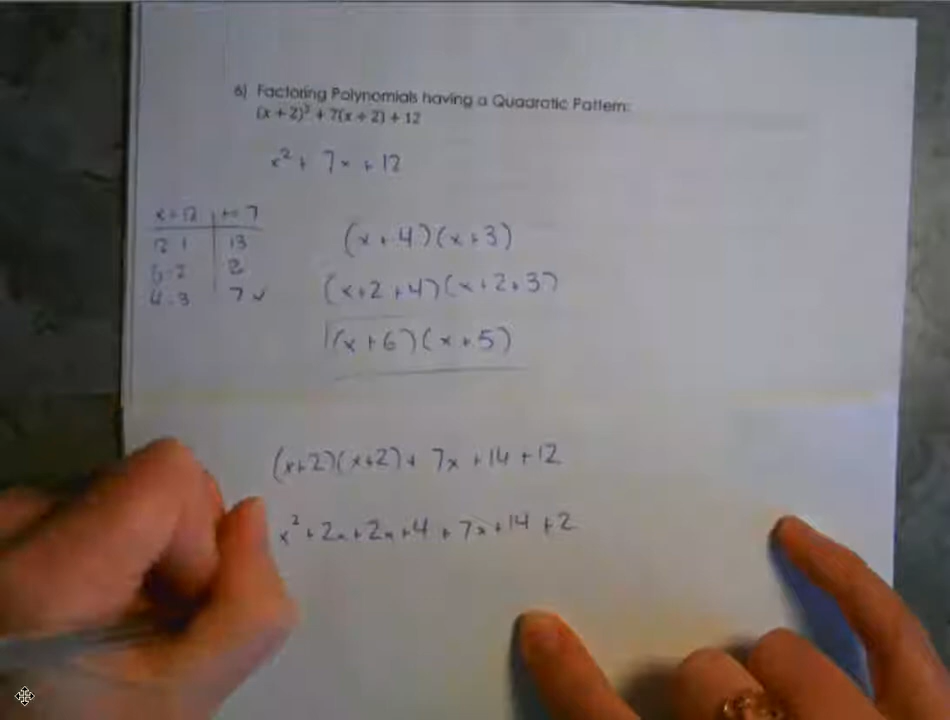 6) Factoring Polynomials having a Quadratic Pattern:
(x + 2)² + 7(x + 2) + 12
x² + 7x + 12
x = 12 | + = 7
12 · 1 | 13
6 · 2 | 8
4 · 3 | 7 ✓
(x + 4)(x + 3)
(x+2 + 4)(x + 2 + 3)
(x + 6)(x + 5)
(x+2)(x+2) + 7x + 14 + 12
x² + 2x + 2x + 4 + 7x + 14 + 2